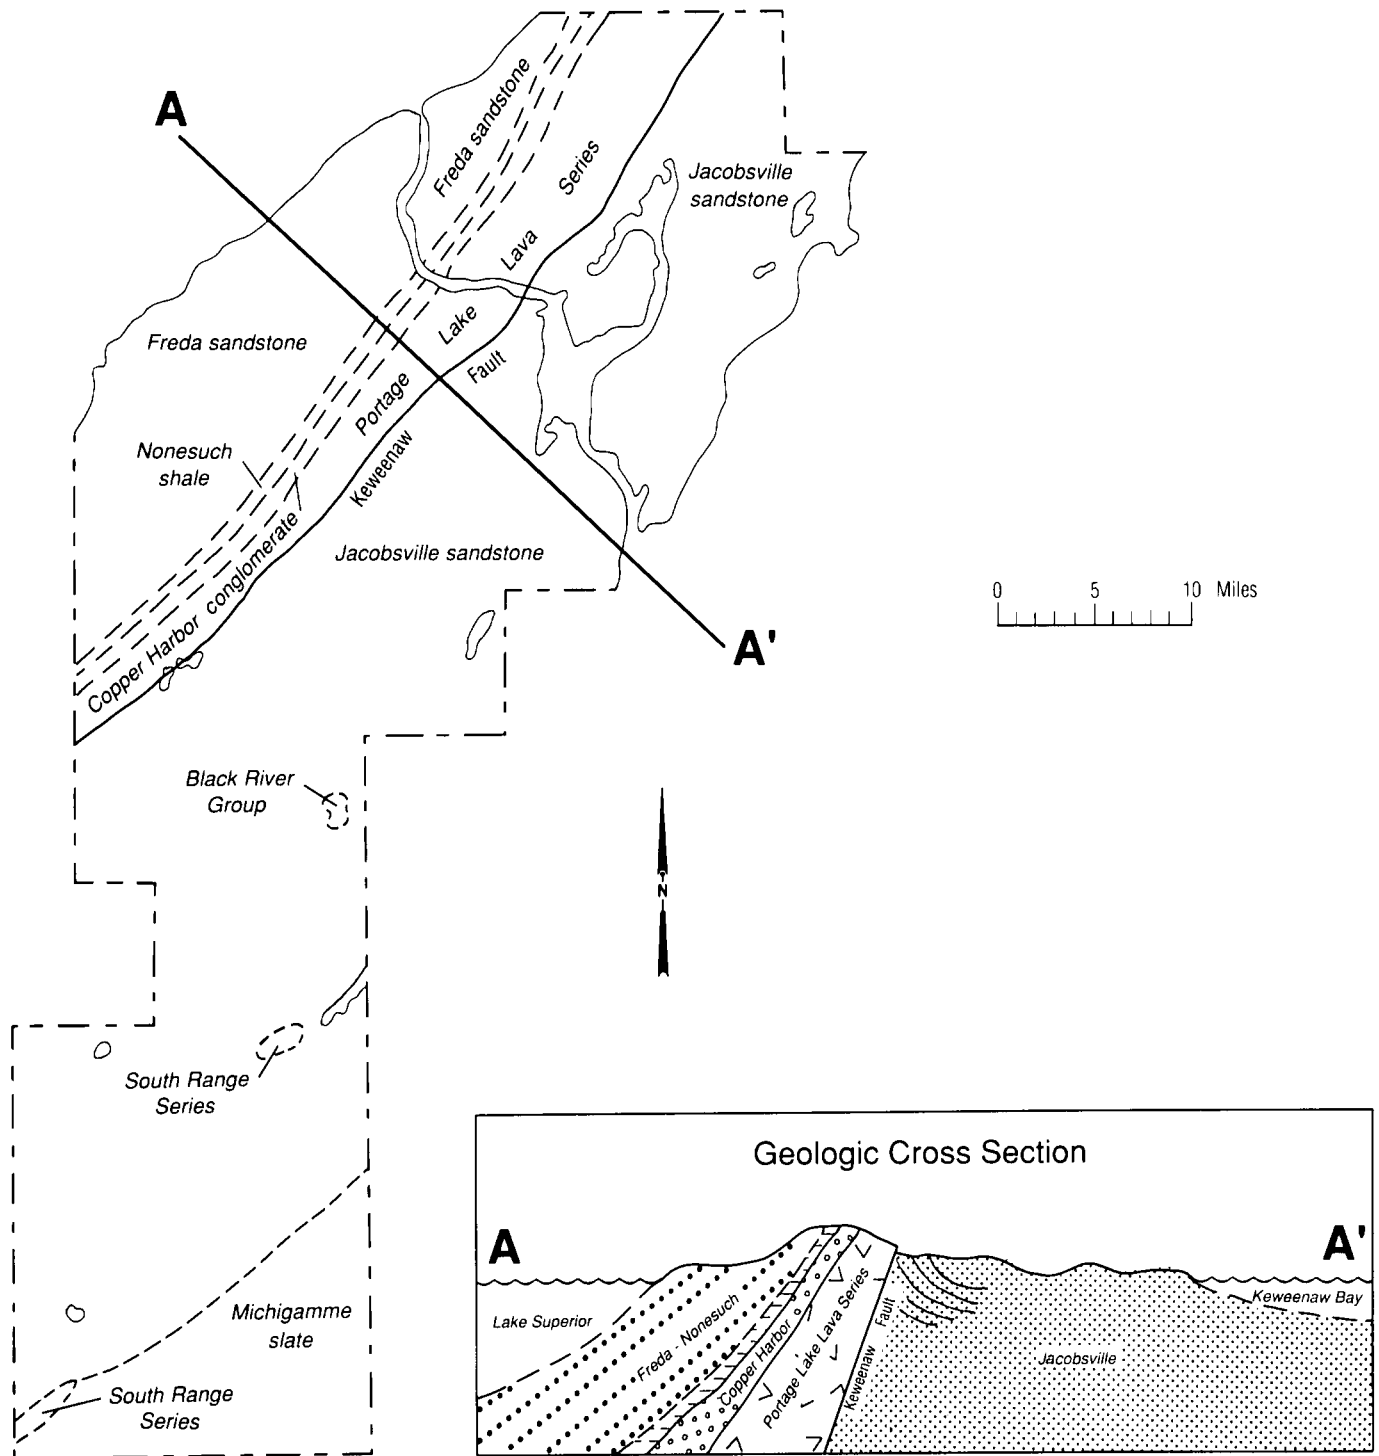 A
Freda sandstone
Portage Lake Lava Series
Jacobsville
sandstone
Freda sandstone
Keweenaw Fault
Nonesuch
shale
Copper Harbor conglomerate
Jacobsville sandstone
A'
0 5 10 Miles
Black River
Group
N
South Range
Series
Michigamme
slate
South Range
Series
Geologic Cross Section
A
A'
Lake Superior
Freda - Nonesuch
Copper Harbor
Portage Lake Lava Series
Keweenaw Fault
Jacobsville
Keweenaw Bay